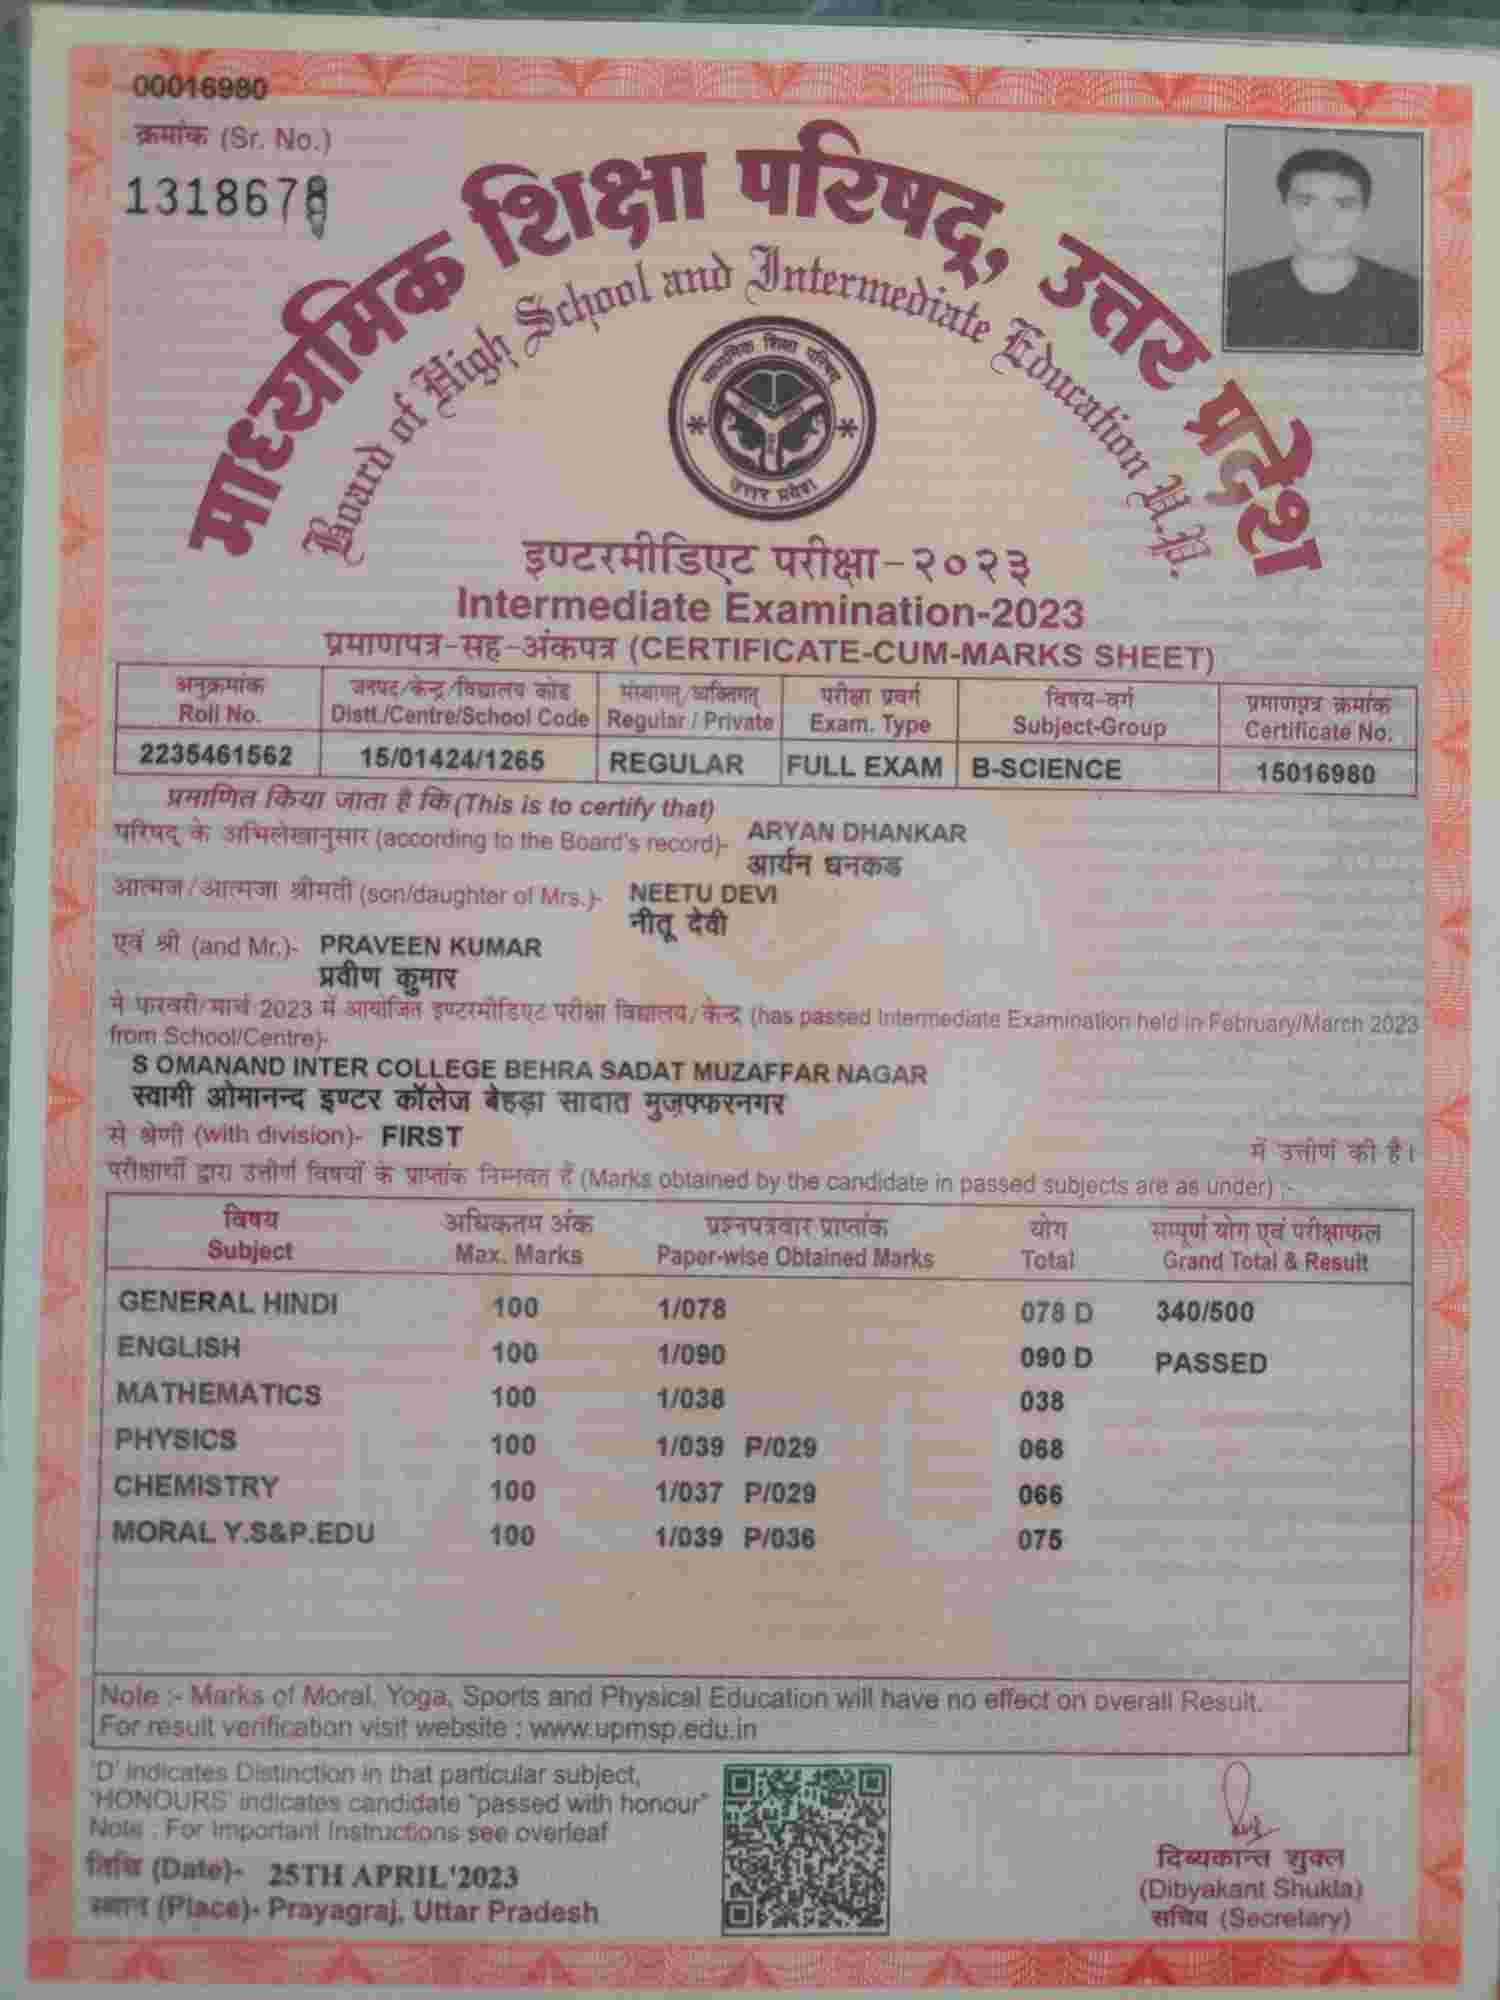 00016980
क्रमांक (Sr. No.)
माध्यमिक शिक्षा परिषद्, उत्तर प्रदेश
Board of High School and Intermediate Education U.P.
माध्यमिक शिक्षा परिषद्
उत्तर प्रदेश
इण्टरमीडिएट परीक्षा-२०२३
Intermediate Examination-2023
प्रमाणपत्र-सह-अंकपत्र (CERTIFICATE-CUM-MARKS SHEET)
अनुक्रमांक जनपद/केन्द्र/विद्यालय कोड संस्थागत/व्यक्तिगत परीक्षा प्रवर्ग विषय-वर्ग प्रमाणपत्र क्रमांक
Roll No. Distt./Centre/School Code Regular / Private Exam. Type Subject-Group Certificate No.
2235461562 15/01424/1265 REGULAR FULL EXAM B-SCIENCE 15016980
प्रमाणित किया जाता है कि (This is to certify that)
परिषद् के अभिलेखानुसार (according to the Board's record)- ARYAN DHANKAR
आर्यन धनकड
आत्मज/आत्मजा श्रीमती (son/daughter of Mrs.)- NEETU DEVI
नीतू देवी
एवं श्री (and Mr.)- PRAVEEN KUMAR
प्रवीण कुमार
ने फरवरी/मार्च 2023 में आयोजित इण्टरमीडिएट परीक्षा विद्यालय/केन्द्र (has passed Intermediate Examination held in February/March 2023
from School/Centre)-
S OMANAND INTER COLLEGE BEHRA SADAT MUZAFFAR NAGAR
स्वामी ओमानन्द इण्टर कॉलेज बेहड़ा सादात मुजफ्फरनगर
से श्रेणी (with division)- FIRST में उत्तीर्ण की है।
परीक्षार्थी द्वारा उत्तीर्ण विषयों के प्राप्तांक निम्नवत हैं (Marks obtained by the candidate in passed subjects are as under) :-
विषय अधिकतम अंक प्रश्नपत्रवार प्राप्तांक योग सम्पूर्ण योग एवं परीक्षाफल
Subject Max. Marks Paper-wise Obtained Marks Total Grand Total & Result
GENERAL HINDI 100 1/078 078 D 340/500
ENGLISH 100 1/090 090 D PASSED
MATHEMATICS 100 1/038 038
PHYSICS 100 1/039 P/029 068
CHEMISTRY 100 1/037 P/029 066
MORAL Y.S&P.EDU 100 1/039 P/036 075
Note :- Marks of Moral, Yoga, Sports and Physical Education will have no effect on overall Result.
For result verification visit website : www.upmsp.edu.in
'D' indicates Distinction in that particular subject,
'HONOURS' indicates candidate "passed with honour"
Note : For Important Instructions see overleaf
तिथि (Date)- 25TH APRIL'2023
स्थान (Place)- Prayagraj, Uttar Pradesh
दिव्यकान्त शुक्ल
(Dibyakant Shukla)
सचिव (Secretary)